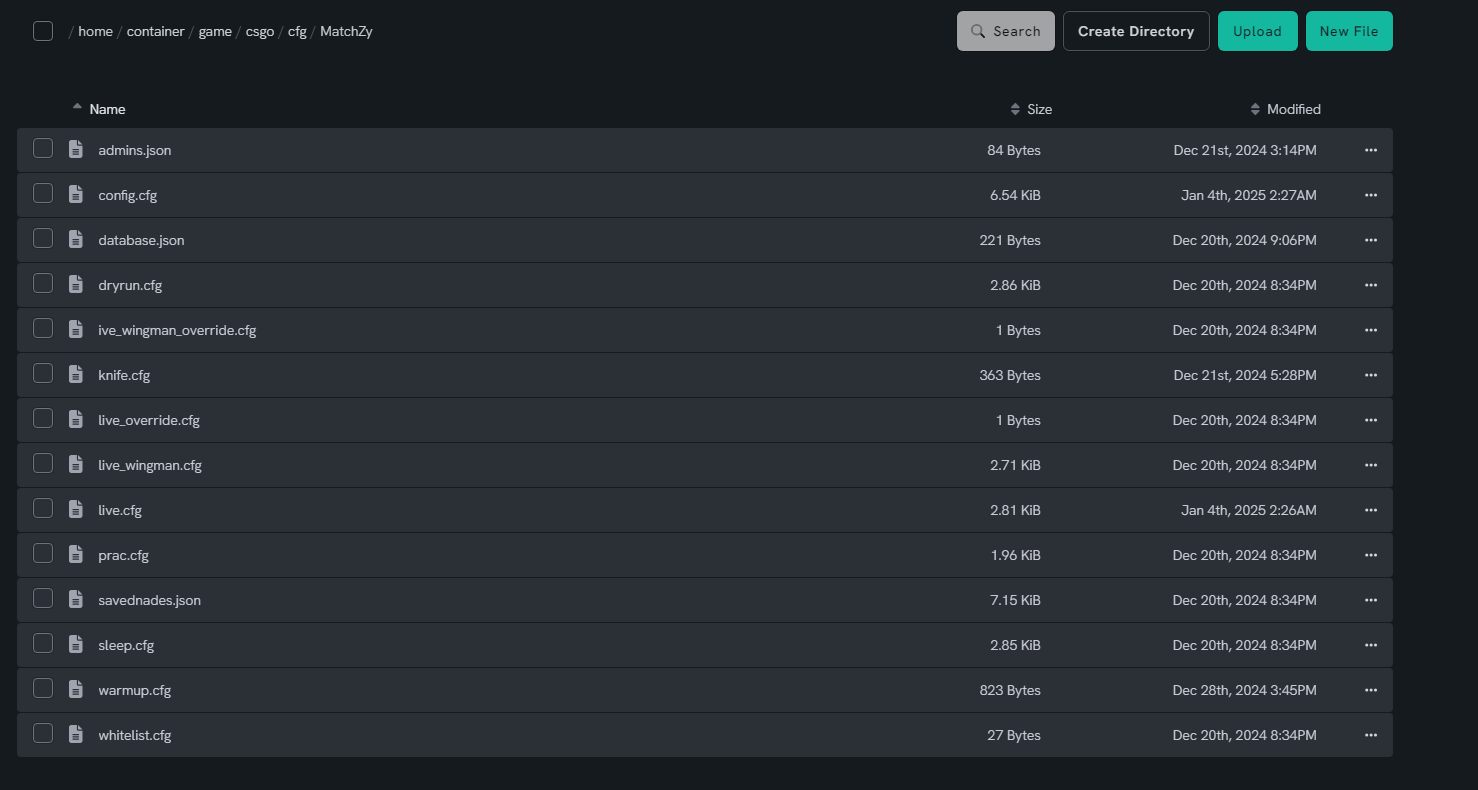 / home / container / game / csgo / cfg / MatchZy Search Create Directory Upload New File
Name Size Modified
admins.json 84 Bytes Dec 21st, 2024 3:14PM
config.cfg 6.54 KiB Jan 4th, 2025 2:27AM
database.json 221 Bytes Dec 20th, 2024 9:06PM
dryrun.cfg 2.86 KiB Dec 20th, 2024 8:34PM
ive_wingman_override.cfg 1 Bytes Dec 20th, 2024 8:34PM
knife.cfg 363 Bytes Dec 21st, 2024 5:28PM
live_override.cfg 1 Bytes Dec 20th, 2024 8:34PM
live_wingman.cfg 2.71 KiB Dec 20th, 2024 8:34PM
live.cfg 2.81 KiB Jan 4th, 2025 2:26AM
prac.cfg 1.96 KiB Dec 20th, 2024 8:34PM
savednades.json 7.15 KiB Dec 20th, 2024 8:34PM
sleep.cfg 2.85 KiB Dec 20th, 2024 8:34PM
warmup.cfg 823 Bytes Dec 28th, 2024 3:45PM
whitelist.cfg 27 Bytes Dec 20th, 2024 8:34PM